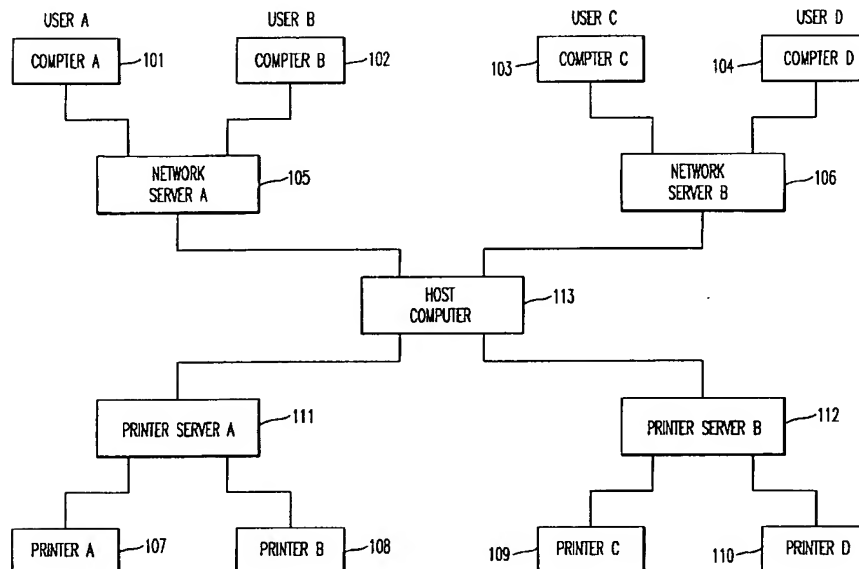 USER A USER B USER C USER D
COMPTER A 101 COMPTER B 102 103 COMPTER C 104 COMPTER D
NETWORK
SERVER A
105
NETWORK
SERVER B
106
HOST
COMPUTER
113
PRINTER SERVER A 111 PRINTER SERVER B 112
PRINTER A 107 PRINTER B 108 109 PRINTER C 110 PRINTER D